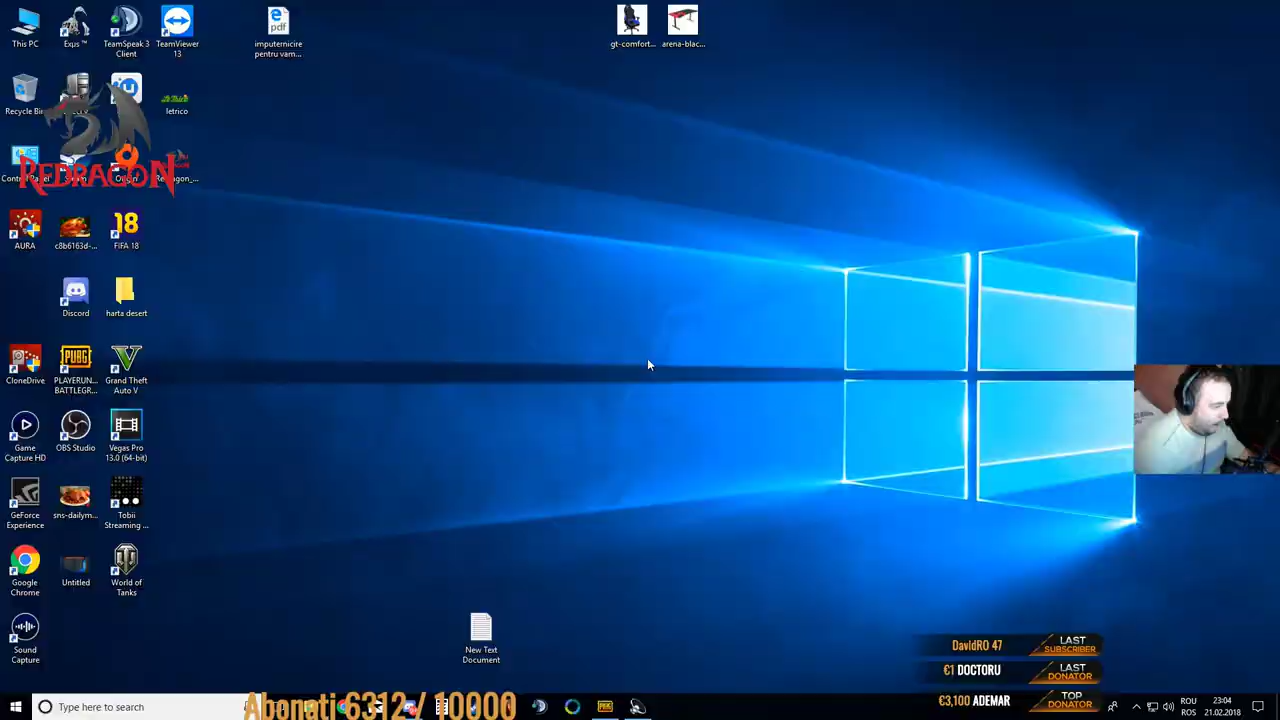 This PC
Exps ™
TeamSpeak 3
Client
TeamViewer
13
imputernicire
pentru vam...
gt-comfort...
arena-blac...
Recycle Bin
letrico
REDRAGON
AURA
c8b6163d-...
FIFA 18
Discord
harta desert
CloneDrive
PLAYERUN...
BATTLEGR...
Grand Theft
Auto V
Game
Capture HD
OBS Studio
Vegas Pro
13.0 (64-bit)
GeForce
Experience
sns-dailym...
Tobii
Streaming ...
Google
Chrome
Untitled
World of
Tanks
Sound
Capture
New Text
Document
DavidRO 47
LAST
SUBSCRIBER
€1 DOCTORU
LAST
DONATOR
€3,100 ADEMAR
TOP
DONATOR
Type here to search
Abonati 6312 / 10000
ROU
ROS
23:04
21.02.2018